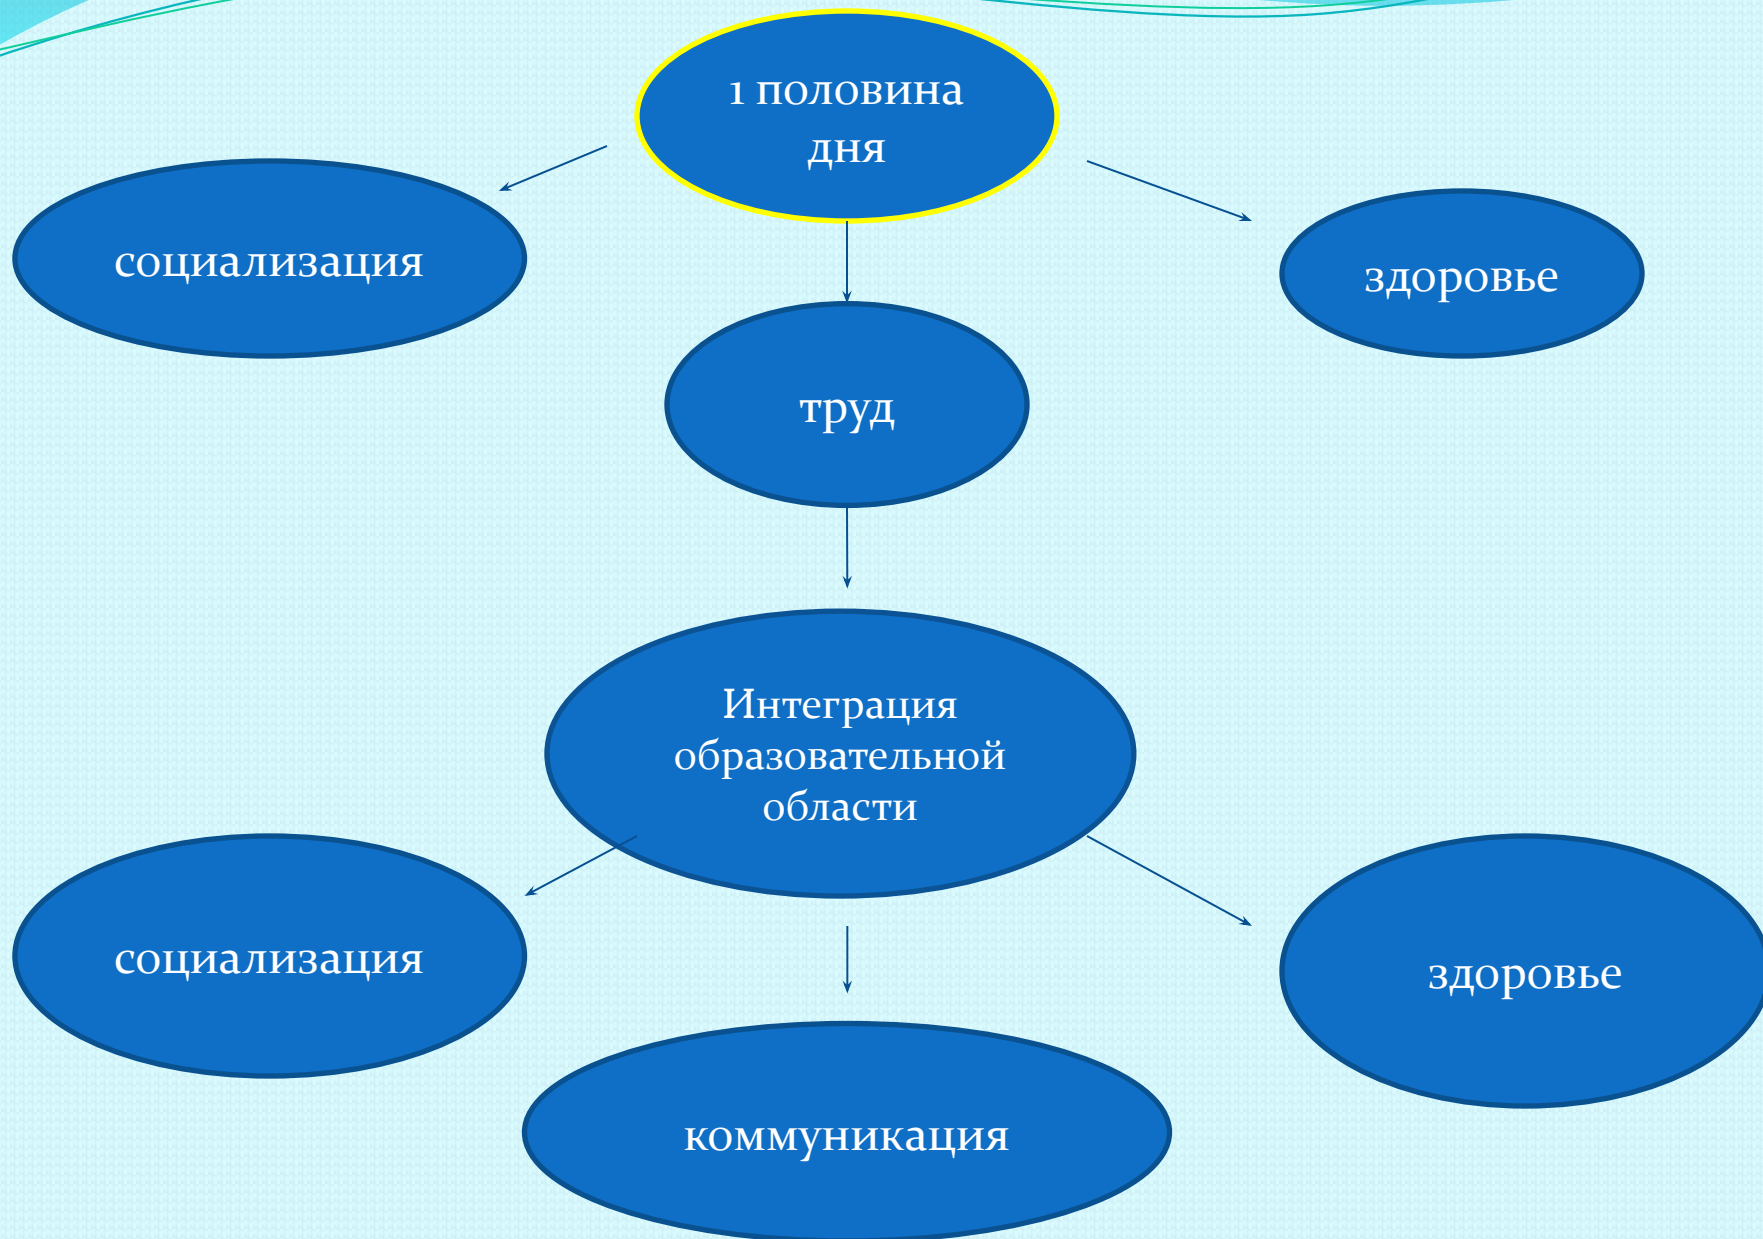 1 половина
дня
социализация
здоровье
труд
Интеграция
образовательной
области
социализация
здоровье
коммуникация